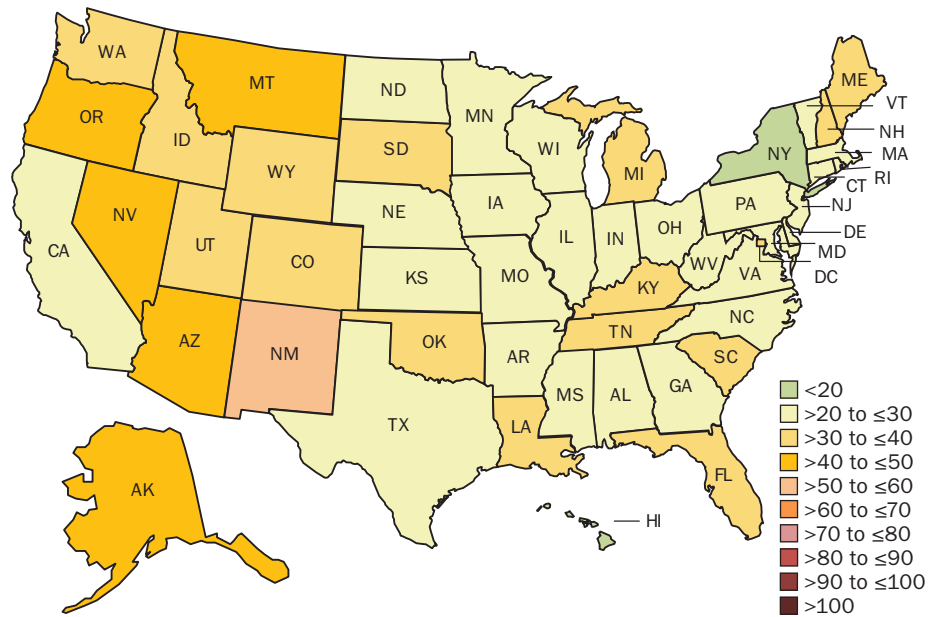 WA
MT
ND
MN
ME
VT
OR
ID
SD
WI
NH
MI
NY
MA
WY
RI
CT
NV
NE
IA
PA
NJ
CA
UT
CO
IL
IN
OH
DE
KS
MO
WV
MD
VA
DC
KY
AZ
NM
OK
TN
NC
AR
SC
MS
AL
GA
TX
LA
FL
AK
HI
<20
>20 to ≤30
>30 to ≤40
>40 to ≤50
>50 to ≤60
>60 to ≤70
>70 to ≤80
>80 to ≤90
>90 to ≤100
>100